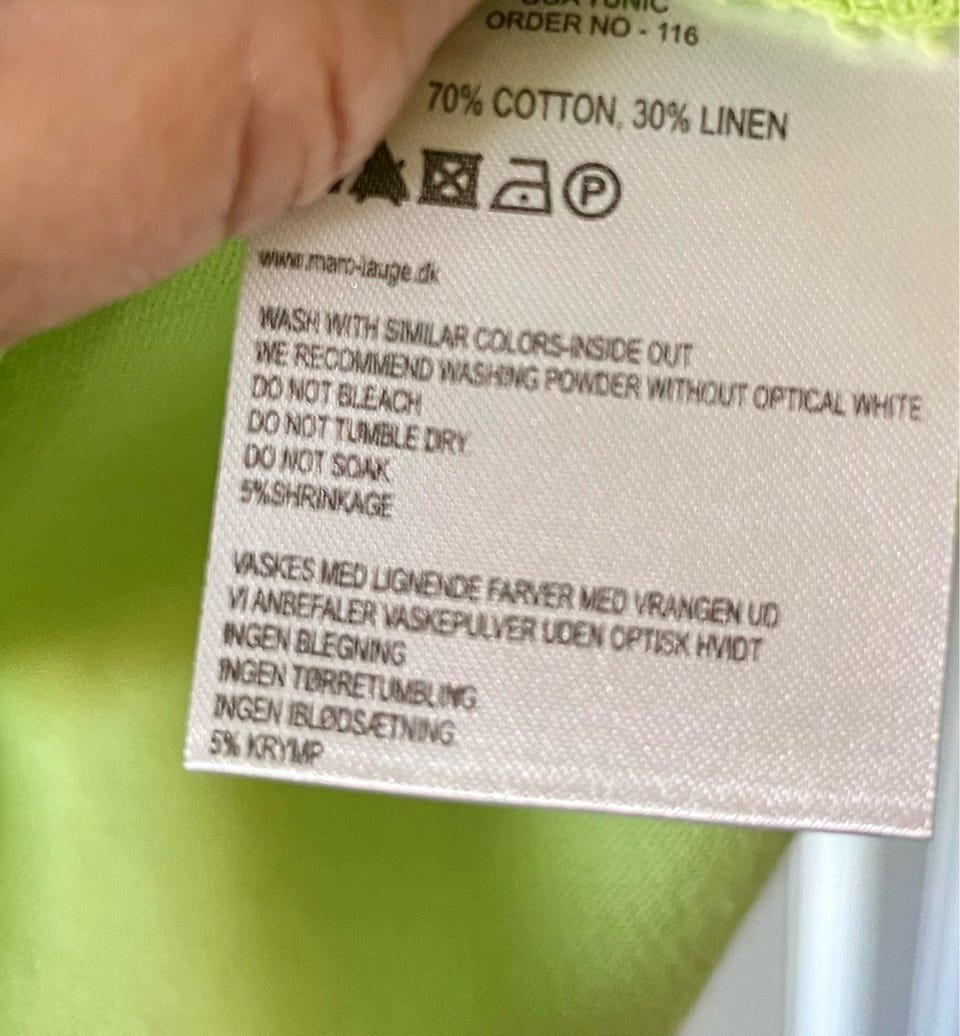 TUNIC
ORDER NO - 116
70% COTTON, 30% LINEN
P
www.marc-lauge.dk
WASH WITH SIMILAR COLORS-INSIDE OUT
WE RECOMMEND WASHING POWDER WITHOUT OPTICAL WHITE
DO NOT BLEACH
DO NOT TUMBLE DRY
DO NOT SOAK
5%SHRINKAGE
VASKES MED LIGNENDE FARVER MED VRANGEN UD
VI ANBEFALER VASKEPULVER UDEN OPTISK HVIDT
INGEN BLEGNING
INGEN TØRRETUMBLING
INGEN IBLØDSÆTNING
5% KRYMP